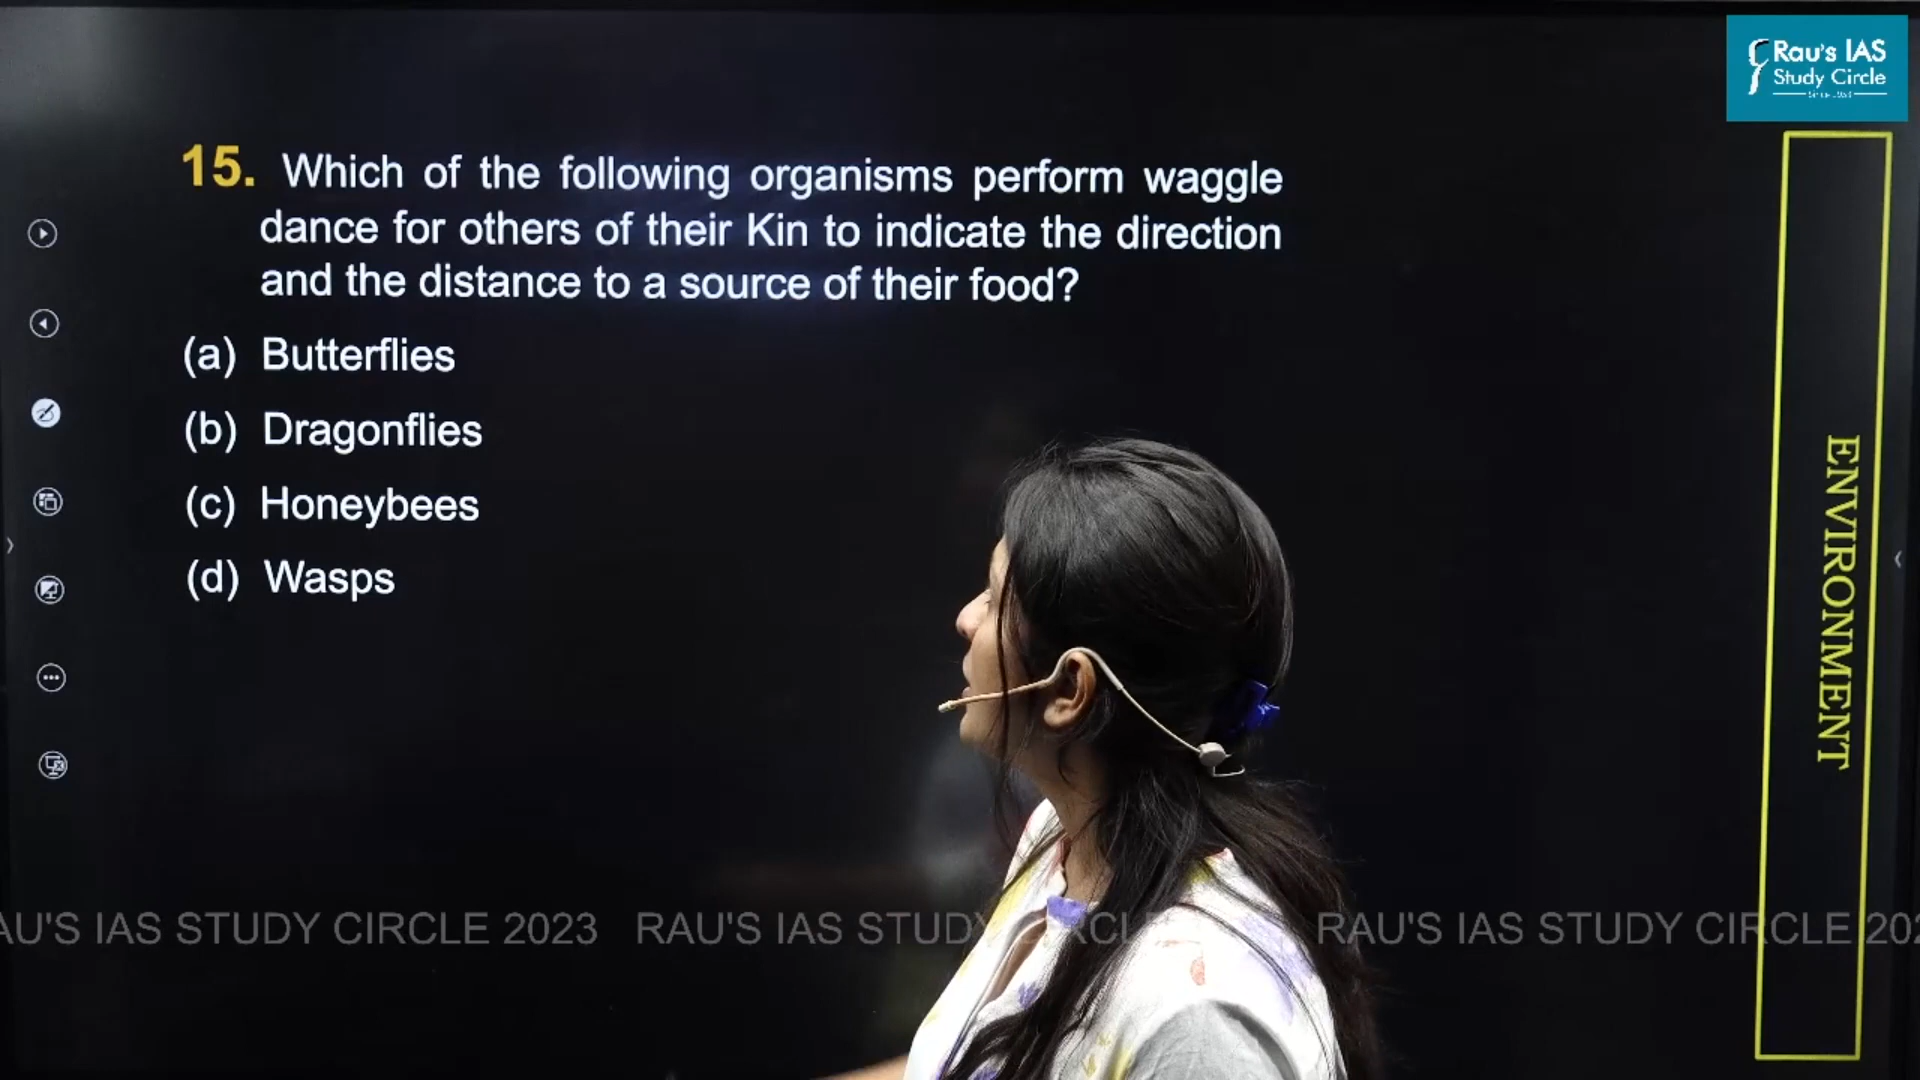 Rau's IAS
Study Circle
15. Which of the following organisms perform waggle
dance for others of their Kin to indicate the direction
and the distance to a source of their food?
(a) Butterflies
(b) Dragonflies
(c) Honeybees
(d) Wasps
ENVIRONMENT
AU'S IAS STUDY CIRCLE 2023 RAU'S IAS STUDY RCL RAU'S IAS STUDY CIRCLE 202